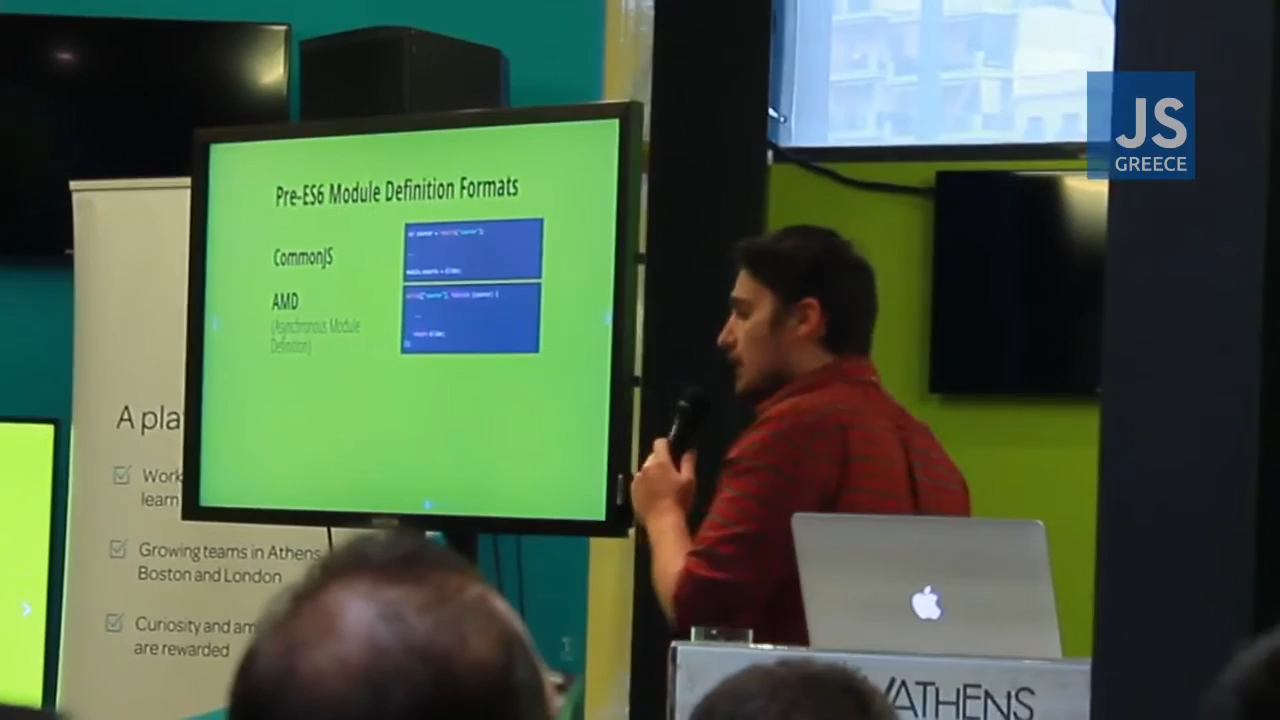 JS
GREECE
Pre-ES6 Module Definition Formats
CommonJS
AMD
(Asynchronous Module
Definition)
A pla
Work
learn
Growing teams in Athens,
Boston and London
Curiosity and am
are rewarded
ATHENS